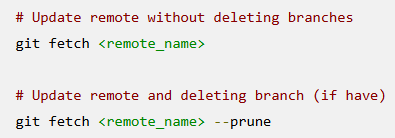 # Update remote without deleting branches
git fetch <remote_name>
# Update remote and deleting branch (if have)
git fetch <remote_name> --prune